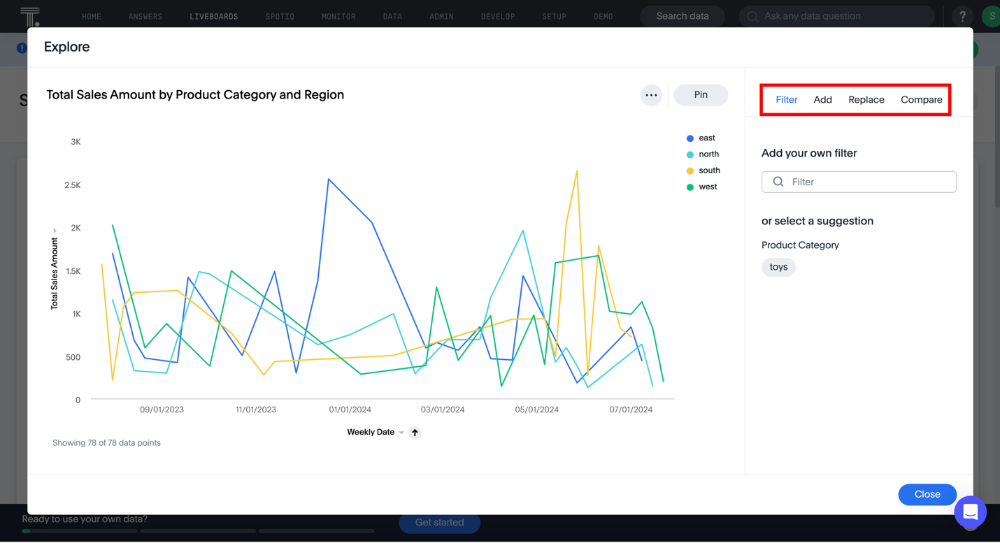 HOME ANSWERS LIVEBOARDS SPOTIQ MONITOR DATA ADMIN DEVELOP SETUP DEMO Search data Ask any data question ? S
!
Explore
S
Total Sales Amount by Product Category and Region
... Pin
Filter Add Replace Compare
east
north
south
west
3K
2.5K
2K
1.5K
1K
500
0
Total Sales Amount
09/01/2023 11/01/2023 01/01/2024 03/01/2024 05/01/2024 07/01/2024
Weekly Date
Showing 78 of 78 data points
Add your own filter
Filter
or select a suggestion
Product Category
toys
Close
Ready to use your own data?
Get started